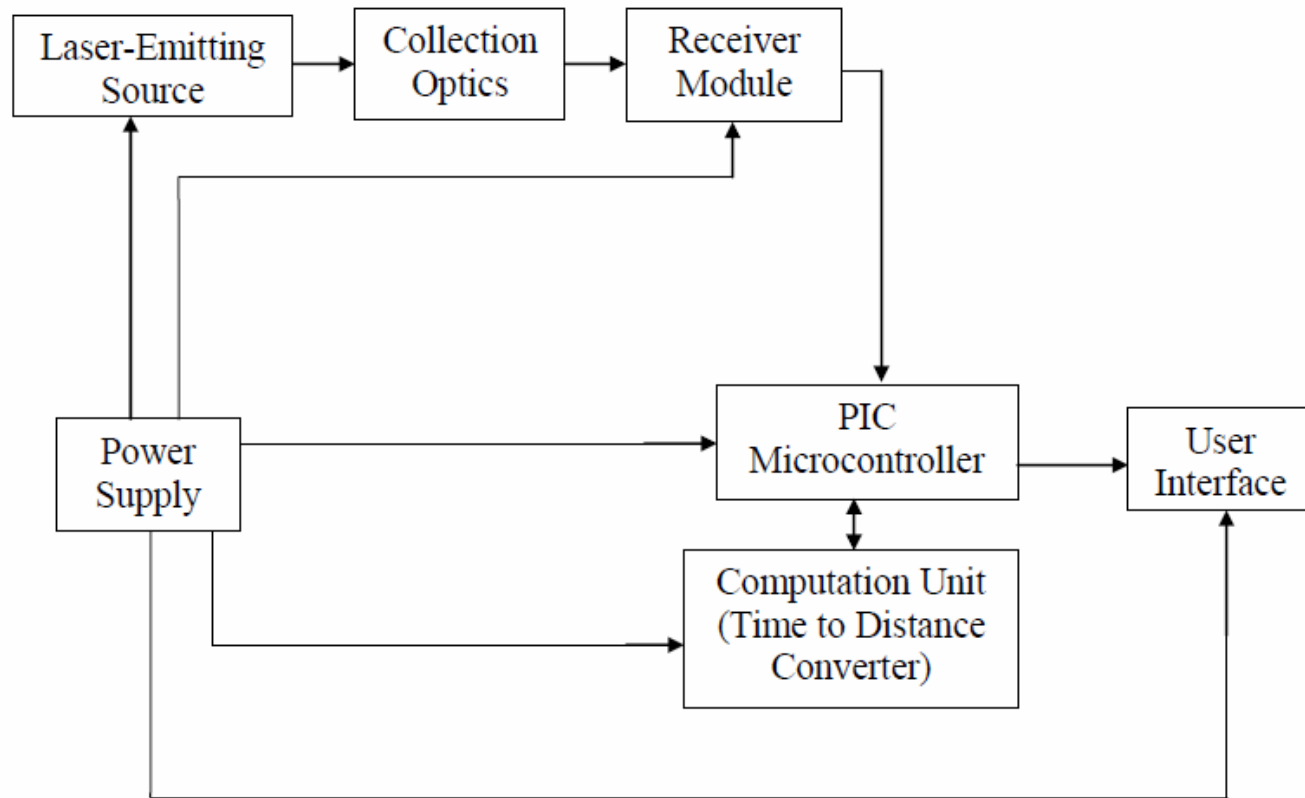 Laser-Emitting
Source
Collection
Optics
Receiver
Module
Power
Supply
PIC
Microcontroller
User
Interface
Computation Unit
(Time to Distance
Converter)